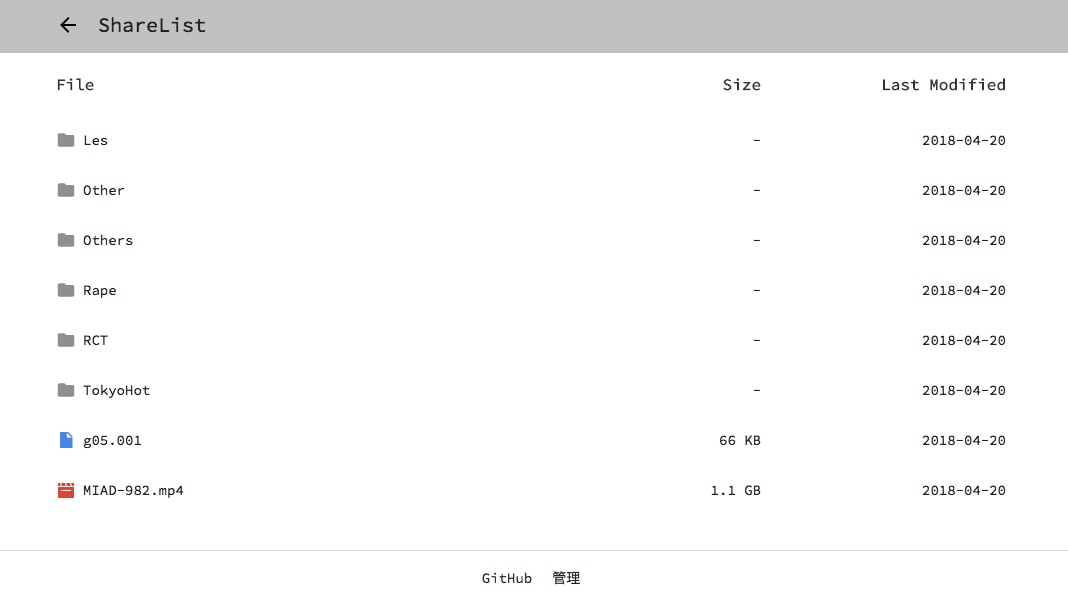 ShareList
File Size Last Modified
Les - 2018-04-20
Other - 2018-04-20
Others - 2018-04-20
Rape - 2018-04-20
RCT - 2018-04-20
TokyoHot - 2018-04-20
g05.001 66 KB 2018-04-20
MIAD-982.mp4 1.1 GB 2018-04-20
GitHub 管理